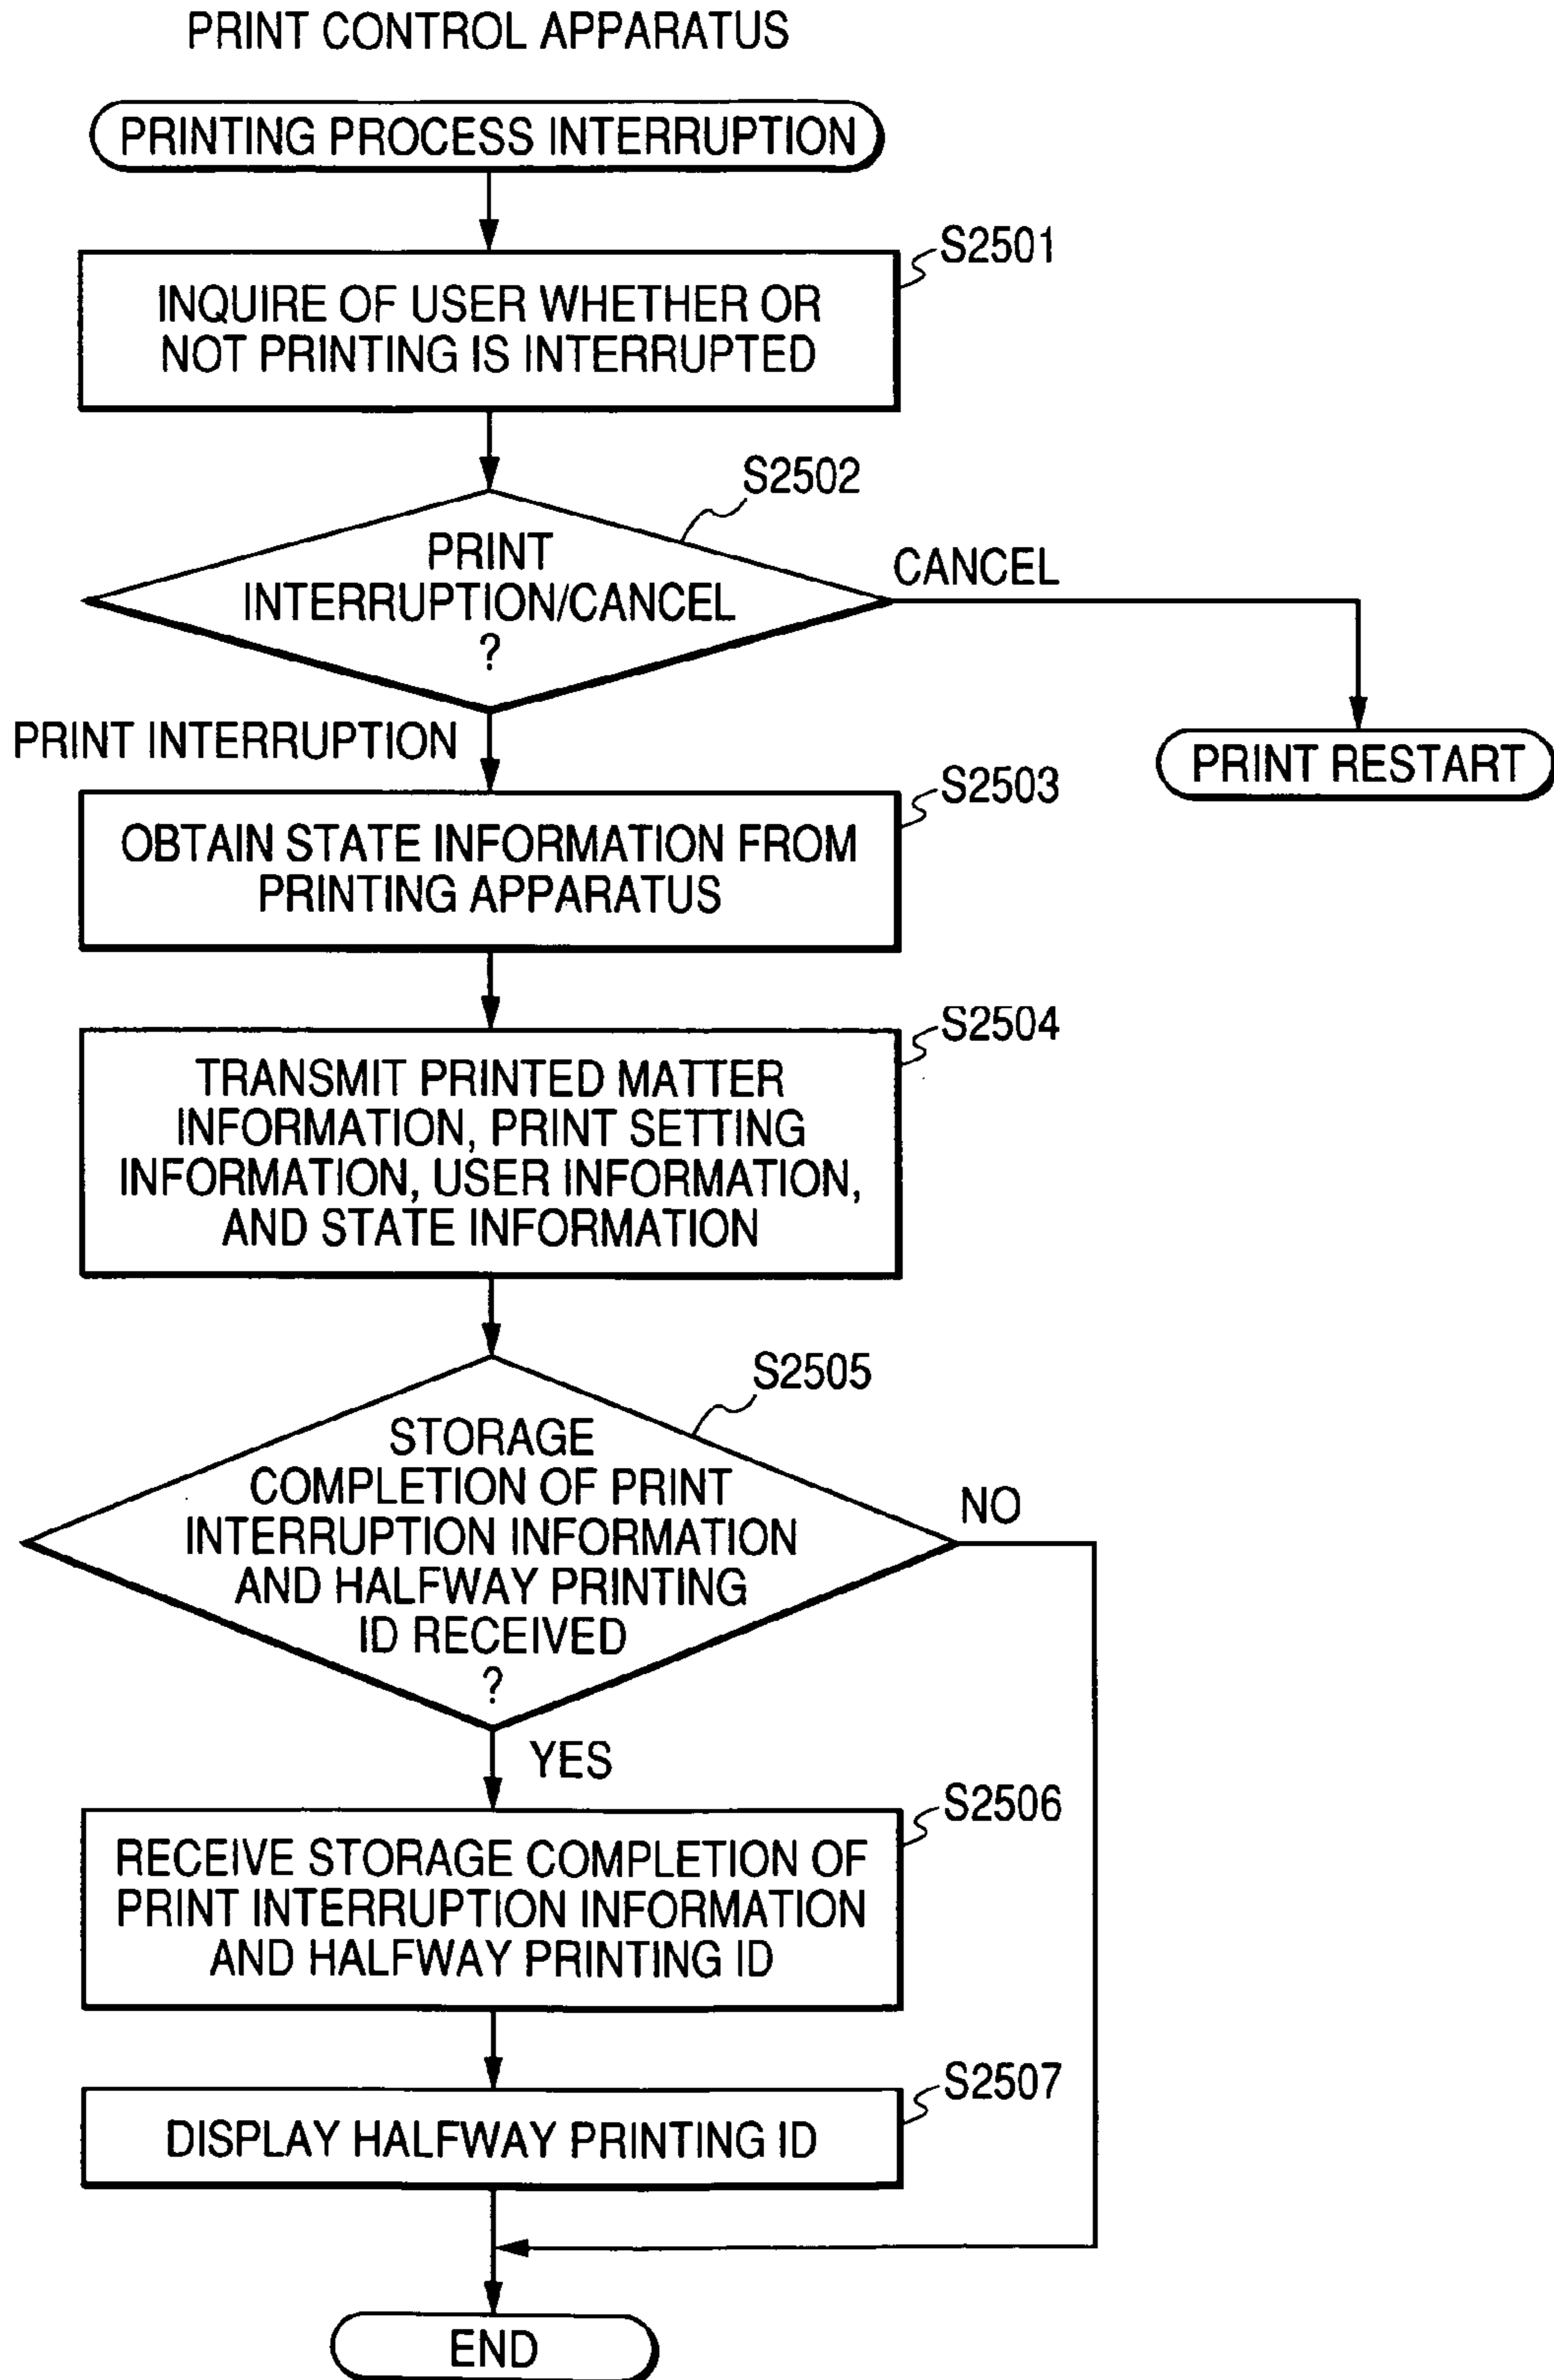 PRINT CONTROL APPARATUS
PRINTING PROCESS INTERRUPTION
S2501
INQUIRE OF USER WHETHER OR
NOT PRINTING IS INTERRUPTED
S2502
PRINT
INTERRUPTION/CANCEL
?
CANCEL
PRINT INTERRUPTION
PRINT RESTART
S2503
OBTAIN STATE INFORMATION FROM
PRINTING APPARATUS
S2504
TRANSMIT PRINTED MATTER
INFORMATION, PRINT SETTING
INFORMATION, USER INFORMATION,
AND STATE INFORMATION
S2505
STORAGE
COMPLETION OF PRINT
INTERRUPTION INFORMATION
AND HALFWAY PRINTING
ID RECEIVED
?
NO
YES
S2506
RECEIVE STORAGE COMPLETION OF
PRINT INTERRUPTION INFORMATION
AND HALFWAY PRINTING ID
S2507
DISPLAY HALFWAY PRINTING ID
END